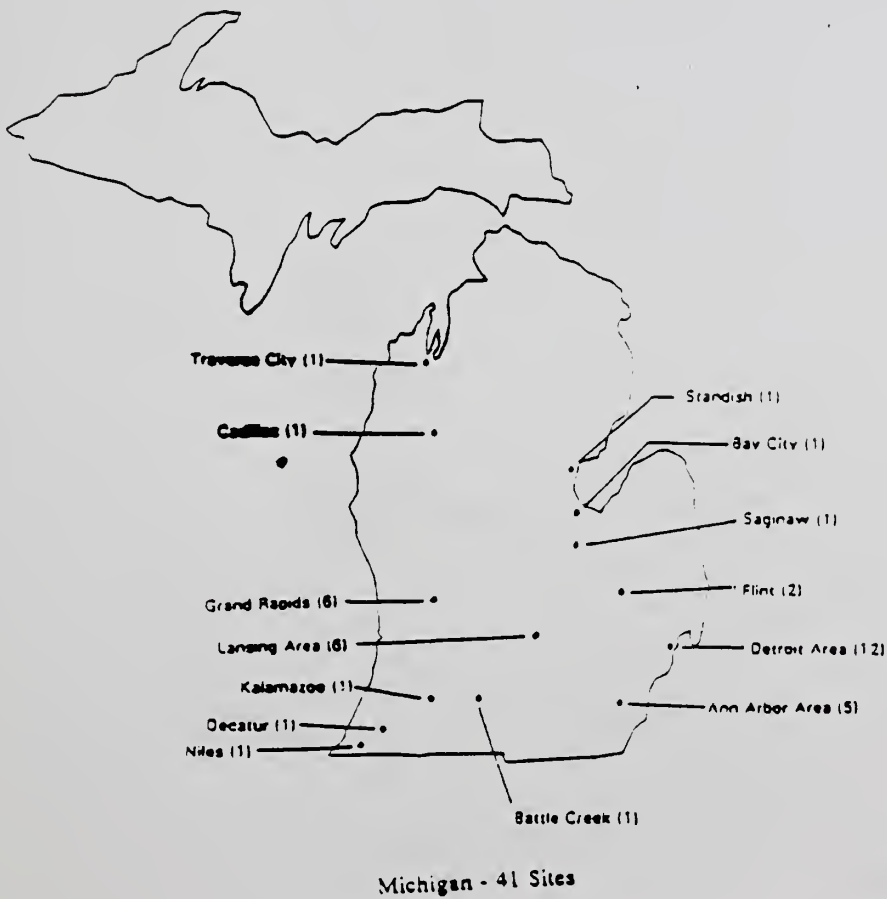 Traverse City (1)
Cadillac (1)
Standish (1)
Bay City (1)
Saginaw (1)
Grand Rapids (6)
Flint (2)
Lansing Area (6)
Detroit Area (12)
Kalamazoo (1)
Ann Arbor Area (5)
Decatur (1)
Niles (1)
Battle Creek (1)
Michigan - 41 Sites